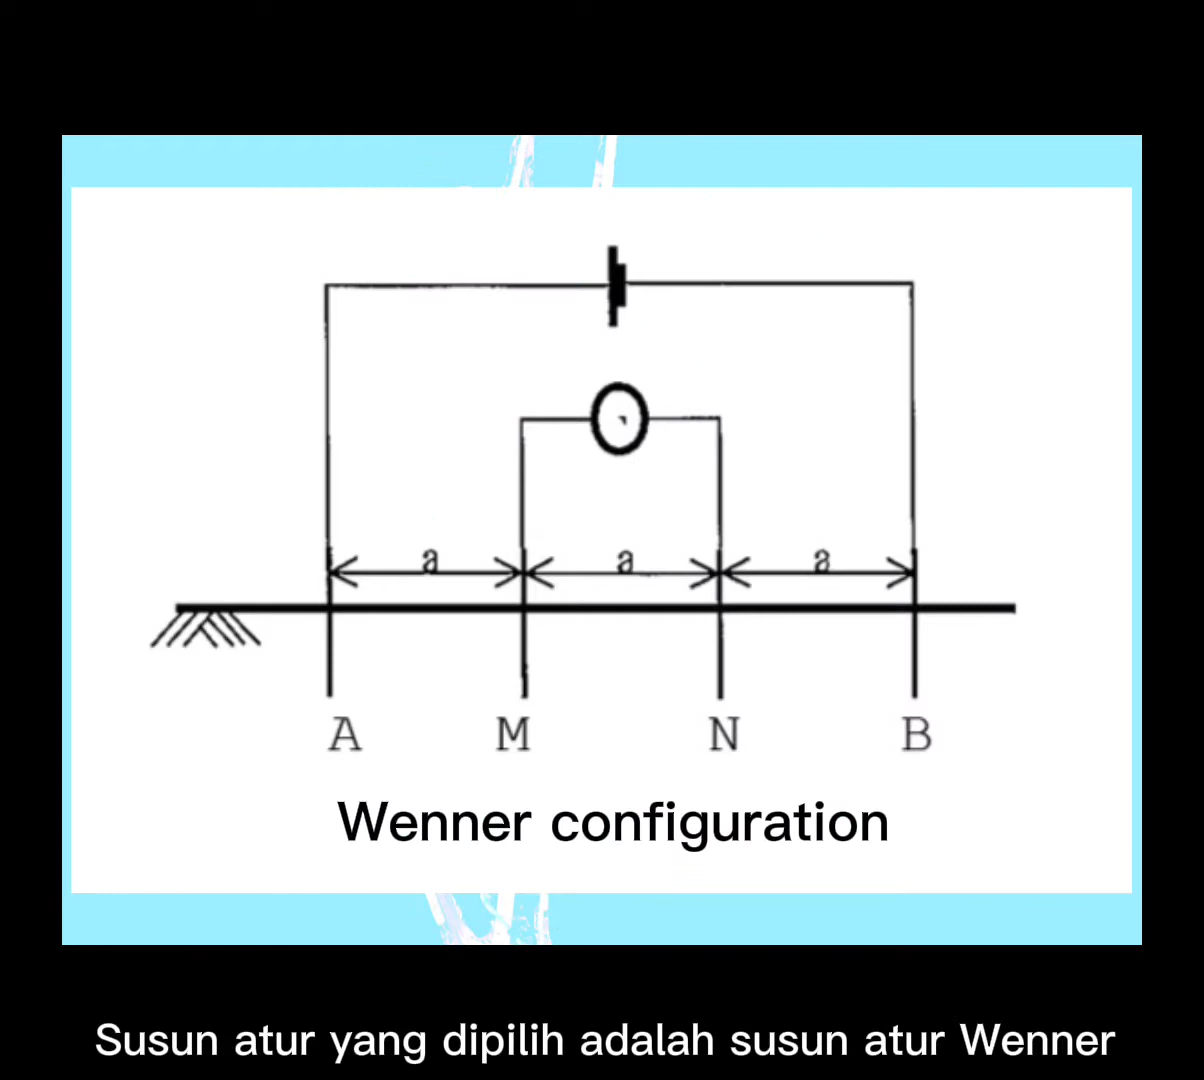 a a a
A M N B
Wenner configuration
Susun atur yang dipilih adalah susun atur Wenner